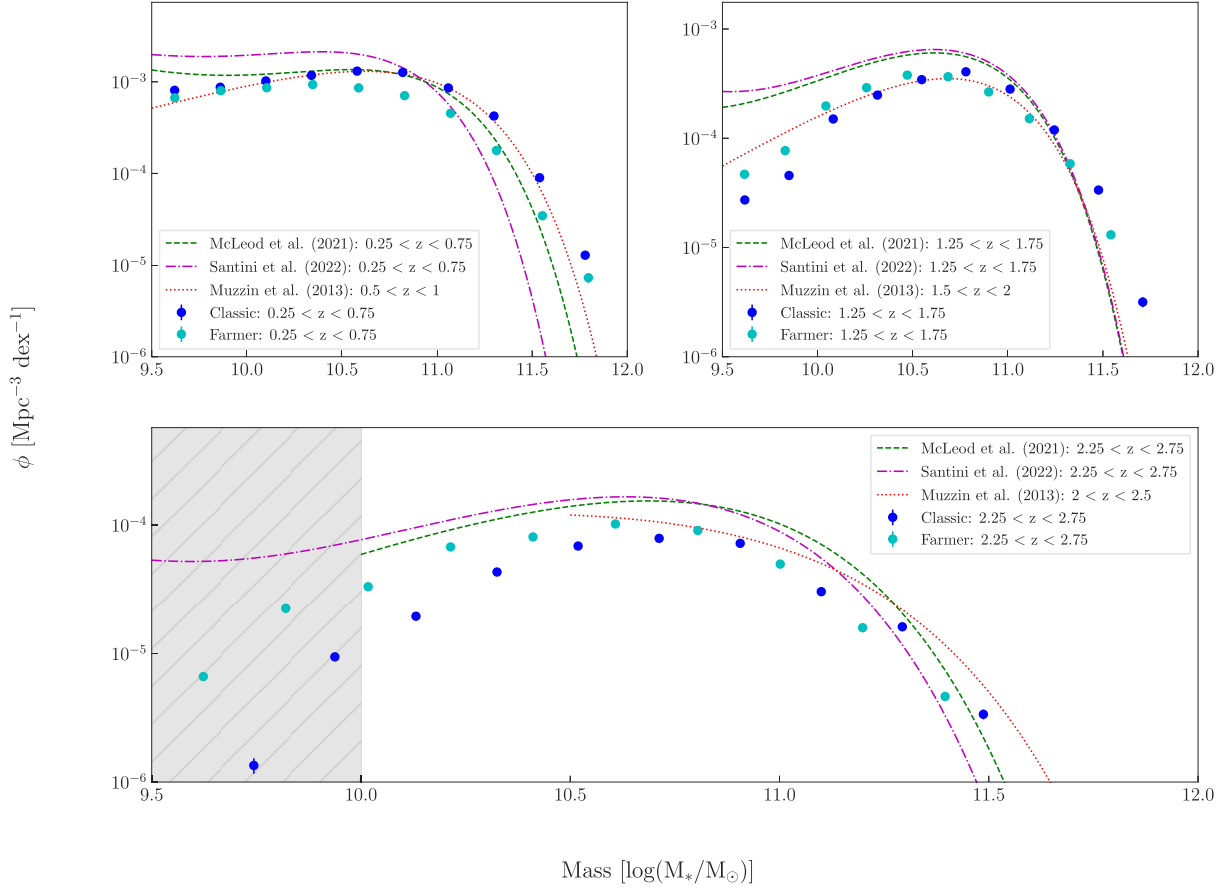 10⁻³
10⁻⁴
10⁻⁵
10⁻⁶
9.5 10.0 10.5 11.0 11.5 12.0
McLeod et al. (2021): 0.25 < z < 0.75
Santini et al. (2022): 0.25 < z < 0.75
Muzzin et al. (2013): 0.5 < z < 1
Classic: 0.25 < z < 0.75
Farmer: 0.25 < z < 0.75
10⁻³
10⁻⁴
10⁻⁵
10⁻⁶
9.5 10.0 10.5 11.0 11.5 12.0
McLeod et al. (2021): 1.25 < z < 1.75
Santini et al. (2022): 1.25 < z < 1.75
Muzzin et al. (2013): 1.5 < z < 2
Classic: 1.25 < z < 1.75
Farmer: 1.25 < z < 1.75
ϕ [Mpc⁻³ dex⁻¹]
10⁻⁴
10⁻⁵
10⁻⁶
9.5 10.0 10.5 11.0 11.5 12.0
McLeod et al. (2021): 2.25 < z < 2.75
Santini et al. (2022): 2.25 < z < 2.75
Muzzin et al. (2013): 2 < z < 2.5
Classic: 2.25 < z < 2.75
Farmer: 2.25 < z < 2.75
Mass [log(M_*/M_⊙)]